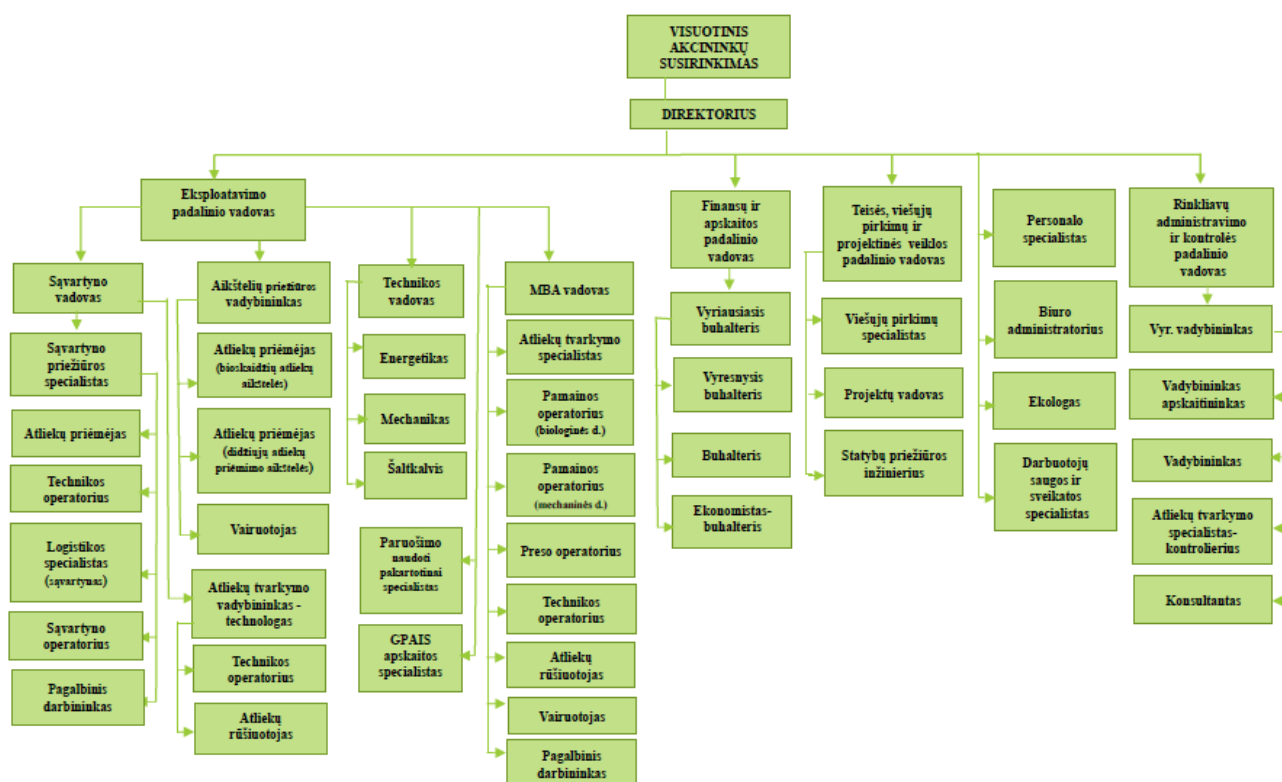 VISUOTINIS
AKCININKŲ
SUSIRINKIMAS
DIREKTORIUS
Eksploatavimo
padalinio vadovas
Sąvartyno
vadovas
Sąvartyno
priežiūros
specialistas
Atliekų priėmėjas
Technikos
operatorius
Logistikos
specialistas
(sąvartynas)
Sąvartyno
operatorius
Pagalbinis
darbininkas
Aikštelių priežiūros
vadybininkas
Atliekų priėmėjas
(bioskaidžių atliekų
aikštelės)
Atliekų priėmėjas
(didžiųjų atliekų
priėmimo aikštelės)
Vairuotojas
Atliekų tvarkymo
vadybininkas -
technologas
Technikos
operatorius
Atliekų
rūšiuotojas
Technikos
vadovas
Energetikas
Mechanikas
Šaltkalvis
Paruošimo
naudoti
pakartotinai
specialistas
GPAIS
apskaitos
specialistas
MBA vadovas
Atliekų tvarkymo
specialistas
Pamainos
operatorius
(biologinės d.)
Pamainos
operatorius
(mechaninės d.)
Preso operatorius
Technikos
operatorius
Atliekų
rūšiuotojas
Vairuotojas
Pagalbinis
darbininkas
Finansų ir
apskaitos
padalinio
vadovas
Vyriausiasis
buhalteris
Vyresnysis
buhalteris
Buhalteris
Ekonomistas-
buhalteris
Teisės, viešųjų
pirkimų ir
projektinės veiklos
padalinio vadovas
Viešųjų pirkimų
specialistas
Projektų vadovas
Statybų priežiūros
inžinierius
Personalo
specialistas
Biuro
administratorius
Ekologas
Darbuotojų
saugos ir
sveikatos
specialistas
Rinkliavų
administravimo
ir kontrolės
padalinio
vadovas
Vyr. vadybininkas
Vadybininkas
apskaitininkas
Vadybininkas
Atliekų tvarkymo
specialistas-
kontrolierius
Konsultantas